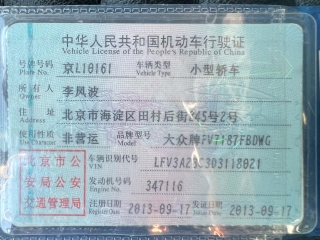 中华人民共和国机动车行驶证
Vehicle License of the People's Republic of China
号牌号码 京L10161 车辆类型 小型轿车
Plate No. Vehicle Type
所有人 李风波
Owner
住址 北京市海淀区田村后街245号2号
Address
使用性质 非营运 品牌型号 大众牌FV7187FBDWG
Use Character
北京市公 车辆识别代号
VIN
安局公安 发动机号码 347116
Engine No.
交通管理局 注册日期 2013-09-17 发证日期 2013-09-17
Register Date Issue Date